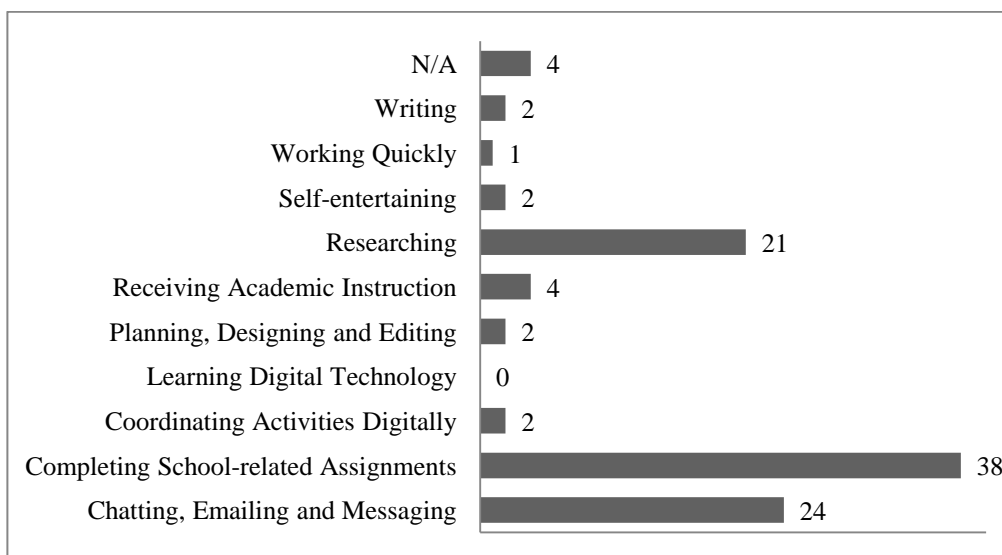 N/A 4
Writing 2
Working Quickly 1
Self-entertaining 2
Researching 21
Receiving Academic Instruction 4
Planning, Designing and Editing 2
Learning Digital Technology 0
Coordinating Activities Digitally 2
Completing School-related Assignments 38
Chatting, Emailing and Messaging 24